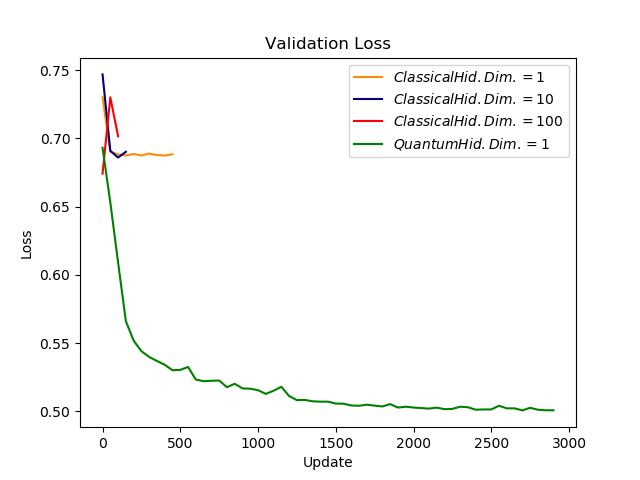 Validation Loss
ClassicalHid.Dim. = 1
ClassicalHid.Dim. = 10
ClassicalHid.Dim. = 100
QuantumHid.Dim. = 1
0.75
0.70
0.65
0.60
0.55
0.50
Loss
0 500 1000 1500 2000 2500 3000
Update